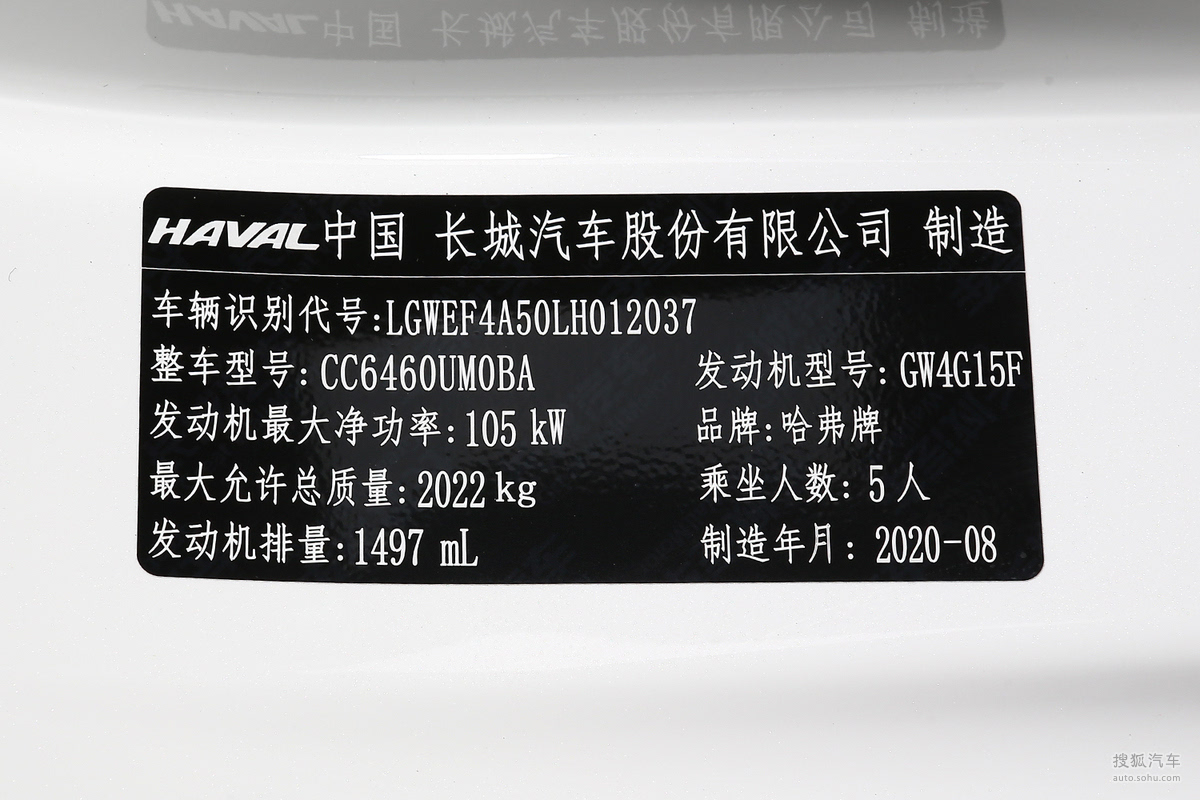 HAVAL中国 长城汽车股份有限公司 制造
车辆识别代号:LGWEF4A50LH012037
整车型号:CC6460UM0BA 发动机型号:GW4G15F
发动机最大净功率:105 kW 品牌:哈弗牌
最大允许总质量:2022kg 乘坐人数:5人
发动机排量:1497 mL 制造年月:2020-08
搜狐汽车
auto.sohu.com